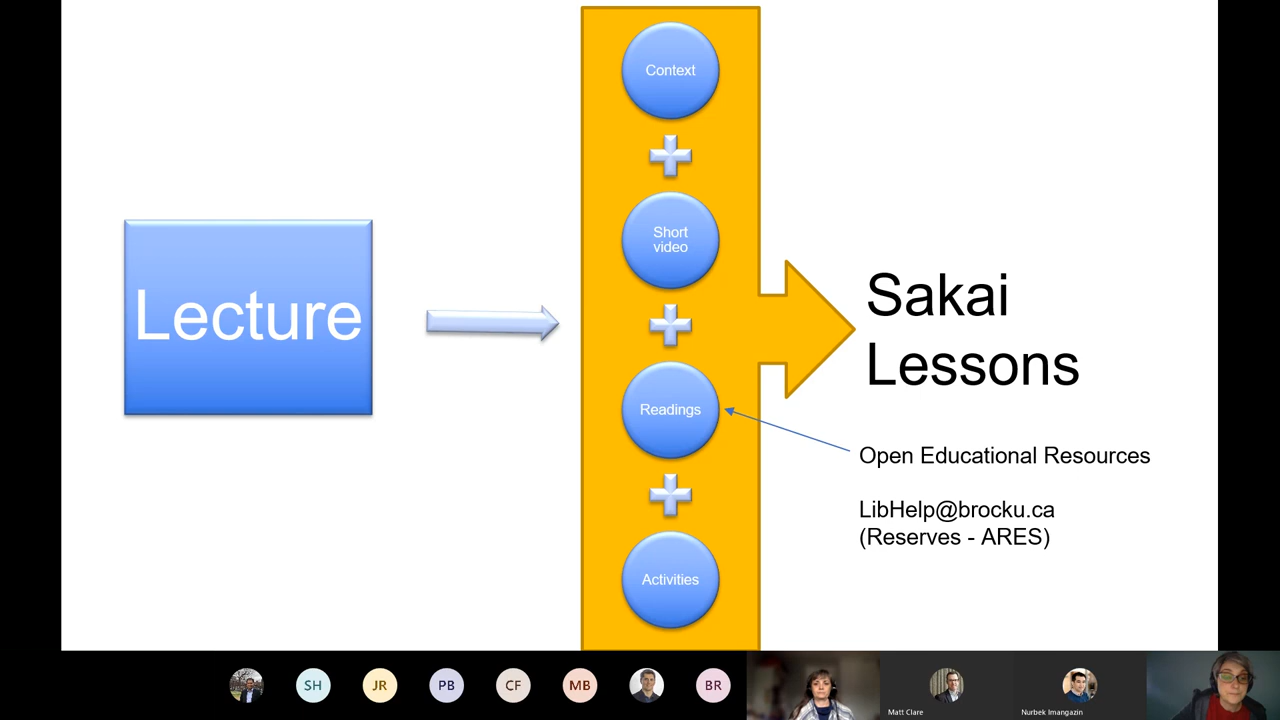 Lecture
Context
Short
video
Readings
Activities
Sakai
Lessons
Open Educational Resources
LibHelp@brocku.ca
(Reserves - ARES)
SH
JR
PB
CF
MB
BR
Matt Clare
Nurbek Imangazin